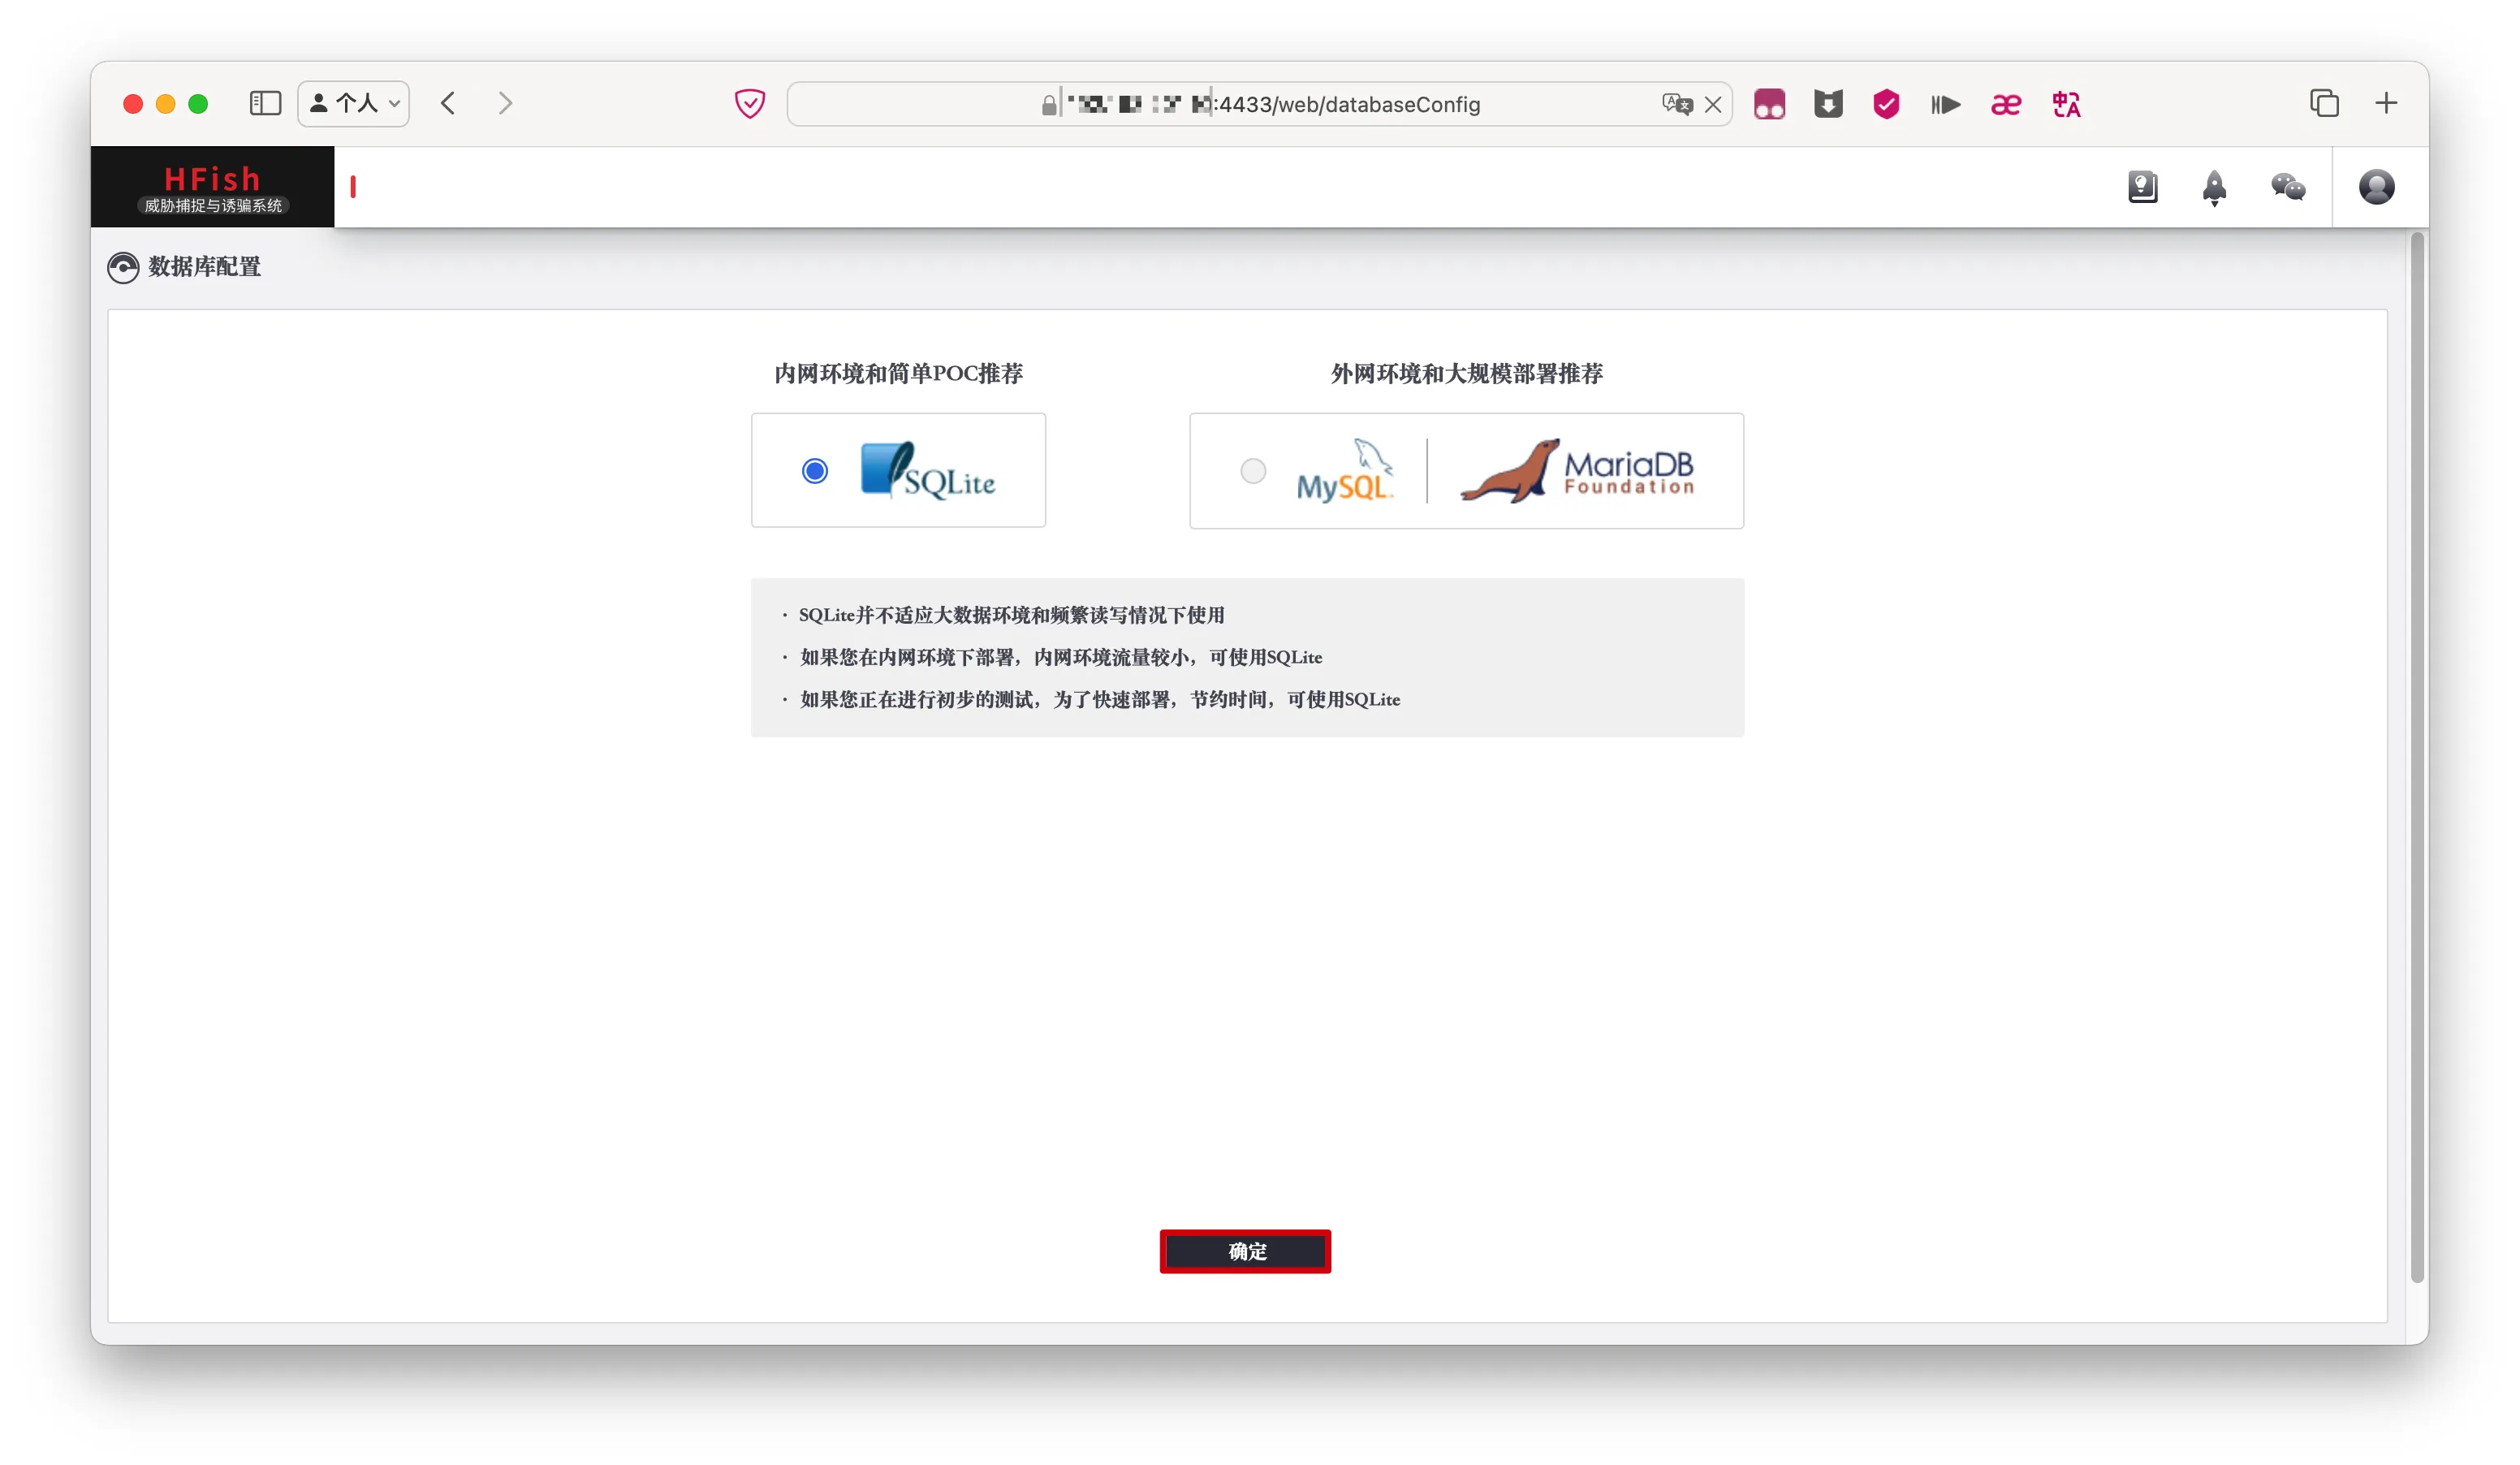 个人
:4433/web/databaseConfig
HFish
威胁捕捉与诱骗系统
数据库配置
内网环境和简单POC推荐
外网环境和大规模部署推荐
SQLite
MySQL
MariaDB
Foundation
· SQLite并不适应大数据环境和频繁读写情况下使用
· 如果您在内网环境下部署，内网环境流量较小，可使用SQLite
· 如果您正在进行初步的测试，为了快速部署，节约时间，可使用SQLite
确定